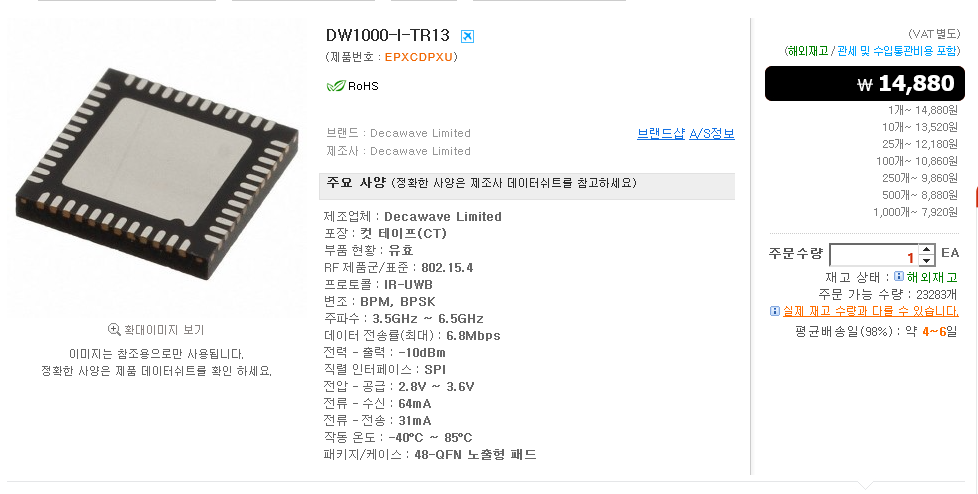 DW1000-I-TR13
(제품번호 : EPXCDPXU)
RoHS
브랜드 : Decawave Limited
브랜드샵 A/S정보
제조사 : Decawave Limited
주요 사양 (정확한 사양은 제조사 데이터쉬트를 참고하세요)
제조업체 : Decawave Limited
포장 : 컷 테이프(CT)
부품 현황 : 유효
RF 제품군/표준 : 802.15.4
프로토콜 : IR-UWB
변조 : BPM, BPSK
주파수 : 3.5GHz ~ 6.5GHz
데이터 전송률(최대) : 6.8Mbps
전력 - 출력 : -10dBm
직렬 인터페이스 : SPI
전압 - 공급 : 2.8V ~ 3.6V
전류 - 수신 : 64mA
전류 - 전송 : 31mA
작동 온도 : -40°C ~ 85°C
패키지/케이스 : 48-QFN 노출형 패드
확대이미지 보기
이미지는 참조용으로만 사용됩니다.
정확한 사양은 제품 데이터쉬트를 확인 하세요.
(VAT 별도)
(해외재고 / 관세 및 수입통관비용 포함)
₩ 14,880
1개~ 14,880원
10개~ 13,520원
25개~ 12,180원
100개~ 10,860원
250개~ 9,860원
500개~ 8,880원
1,000개~ 7,920원
주문수량 1 EA
재고 상태 : 해외재고
주문 가능 수량 : 23283개
실제 재고 수량과 다를 수 있습니다.
평균배송일(98%) : 약 4~6일